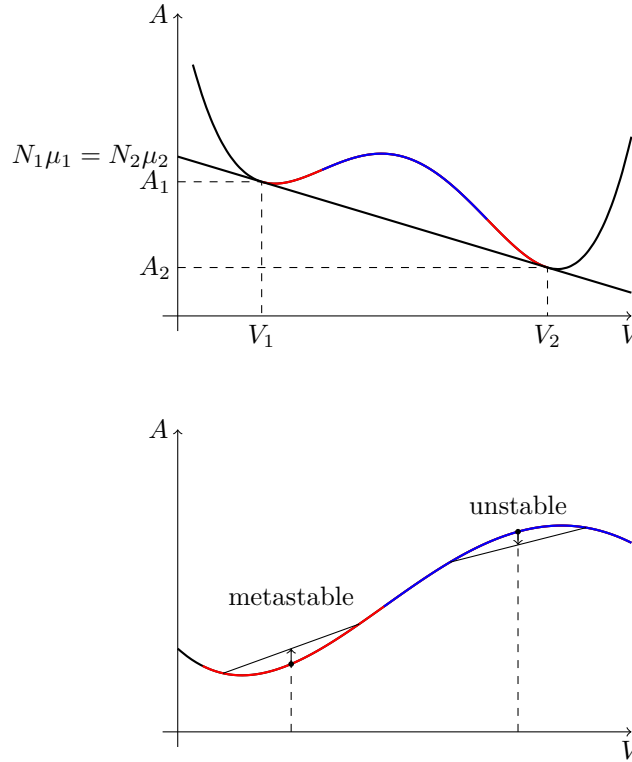 A
N₁μ₁ = N₂μ₂
A₁
A₂
V₁
V₂
V
A
unstable
metastable
V